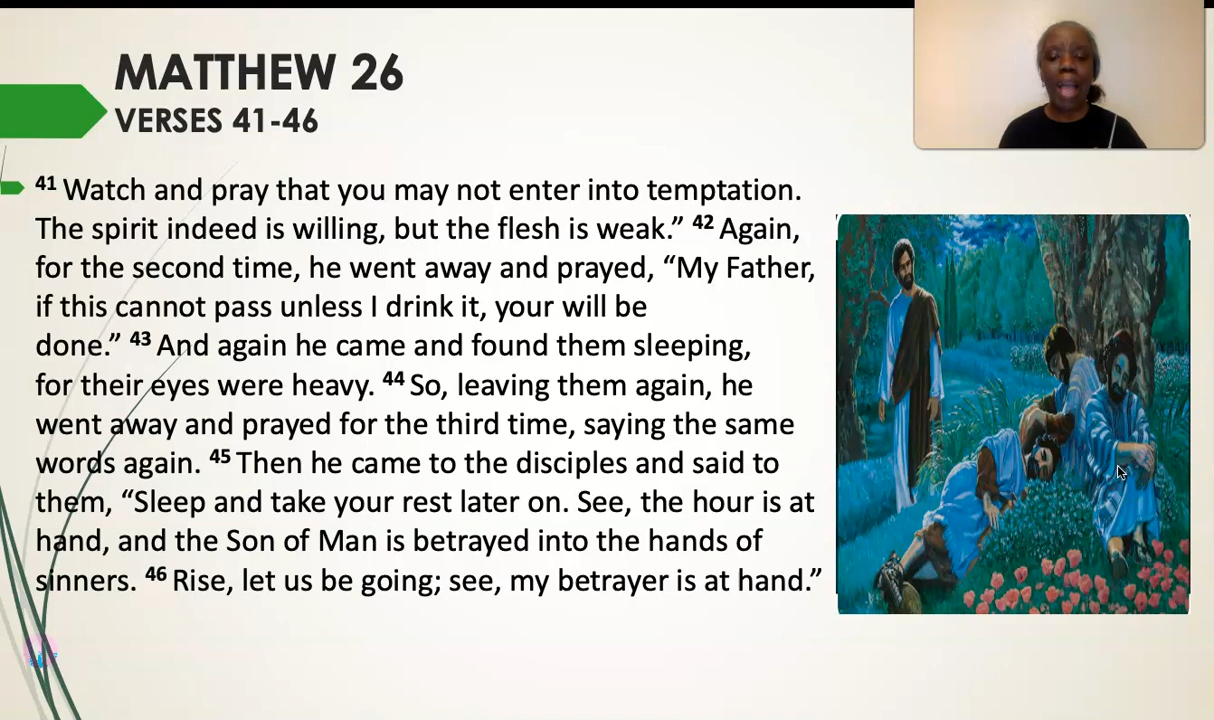 MATTHEW 26
VERSES 41-46
41 Watch and pray that you may not enter into temptation.
The spirit indeed is willing, but the flesh is weak.” 42 Again,
for the second time, he went away and prayed, “My Father,
if this cannot pass unless I drink it, your will be
done.” 43 And again he came and found them sleeping,
for their eyes were heavy. 44 So, leaving them again, he
went away and prayed for the third time, saying the same
words again. 45 Then he came to the disciples and said to
them, “Sleep and take your rest later on. See, the hour is at
hand, and the Son of Man is betrayed into the hands of
sinners. 46 Rise, let us be going; see, my betrayer is at hand.”